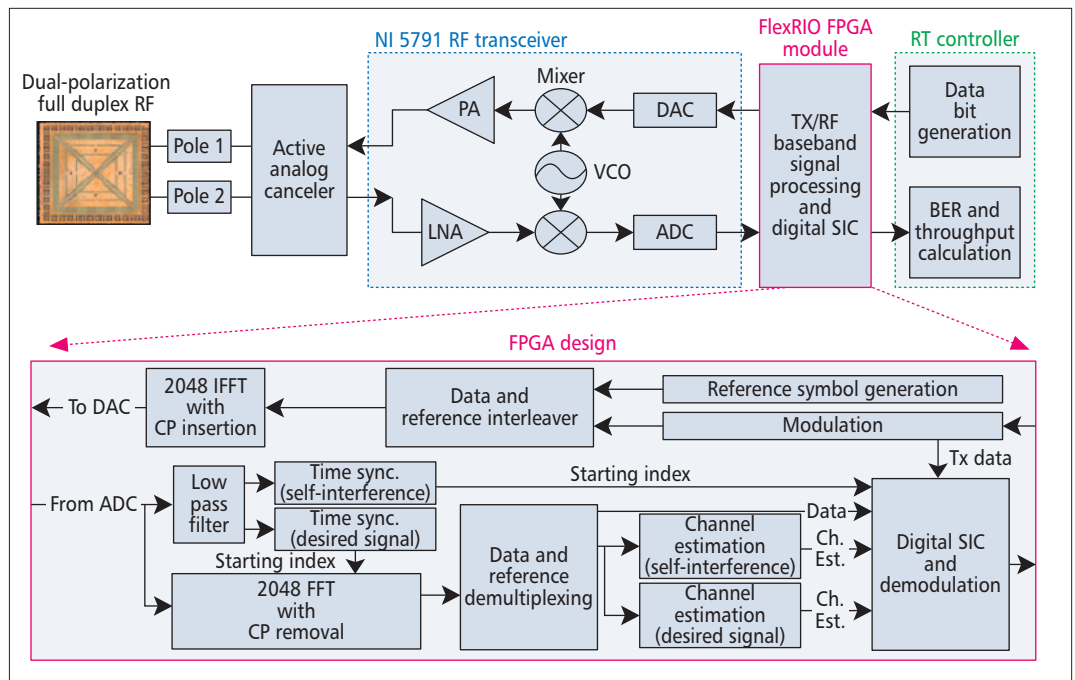 FlexRIO FPGA
module
NI 5791 RF transceiver
RT controller
Dual-polarization
full duplex RF
Pole 1
Pole 2
Active
analog
canceler
PA
Mixer
DAC
VCO
LNA
ADC
TX/RF
baseband
signal
processing
and
digital SIC
Data
bit
generation
BER and
throughput
calculation
FPGA design
To DAC
2048 IFFT
with
CP insertion
Data and
reference interleaver
Reference symbol generation
Modulation
Tx data
From ADC
Low
pass
filter
Time sync.
(self-interference)
Starting index
Time sync.
(desired signal)
Starting index
2048 FFT
with
CP removal
Data and
reference
demultiplexing
Data
Channel
estimation
(self-interference)
Ch.
Est.
Channel
estimation
(desired signal)
Ch.
Est.
Digital SIC
and
demodulation